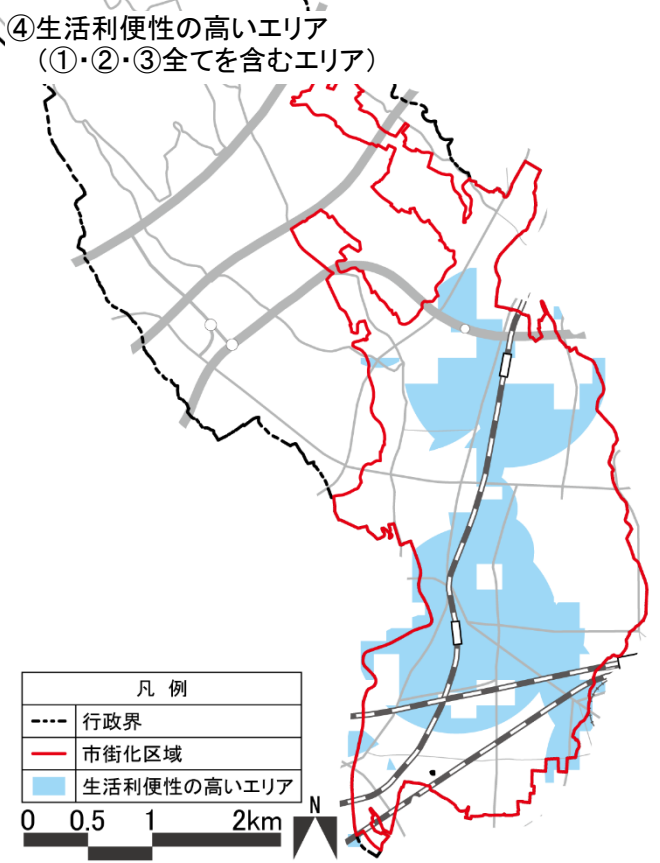 ④生活利便性の高いエリア
（①・②・③全てを含むエリア）
凡 例
行政界
市街化区域
生活利便性の高いエリア
0 0.5 1 2km
N